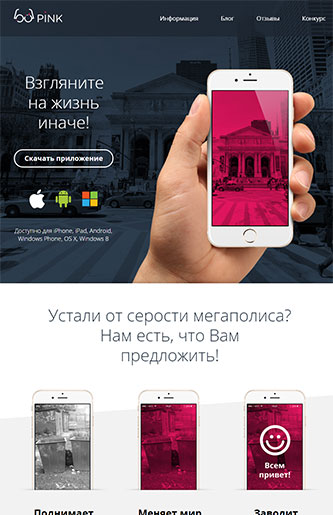 PINK
Информация Блог Отзывы Конкурс
Взгляните
на жизнь
иначе!
Скачать приложение
Доступно для iPhone, iPad, Android,
Windows Phone, OS X, Windows 8
Устали от серости мегаполиса?
Нам есть, что Вам
предложить!
Всем
привет!
Поднимает Меняет мир Заводит